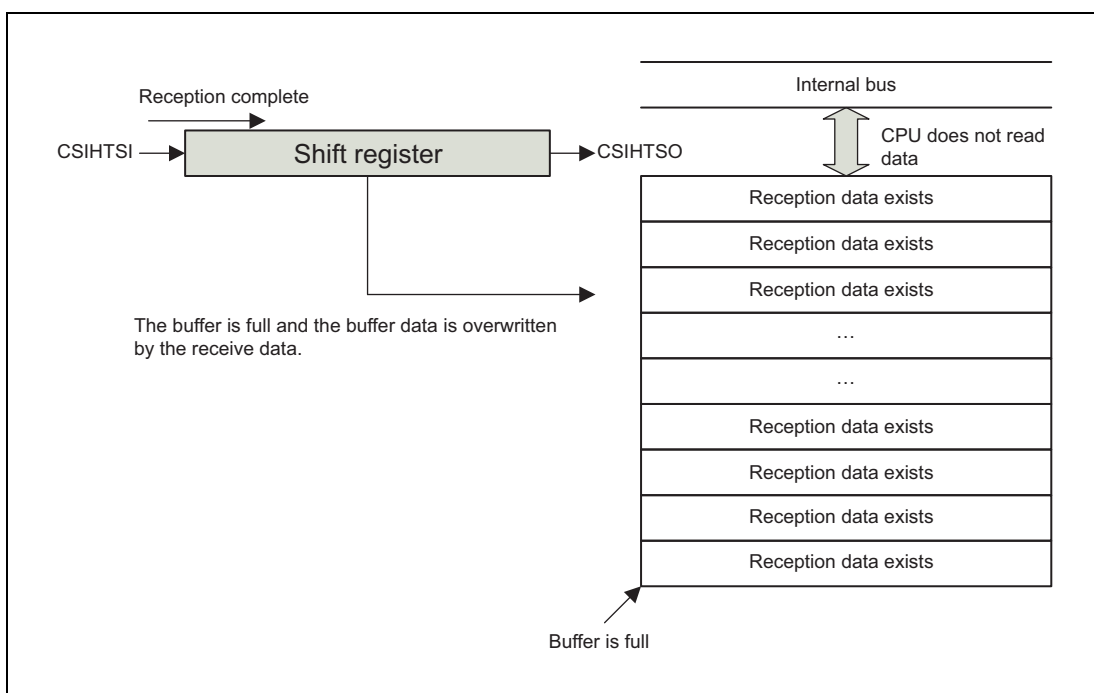 Reception complete
CSIHTSI
Shift register
CSIHTSO
The buffer is full and the buffer data is overwritten
by the receive data.
Internal bus
CPU does not read
data
Reception data exists
Reception data exists
Reception data exists
…
…
Reception data exists
Reception data exists
Reception data exists
Reception data exists
Buffer is full